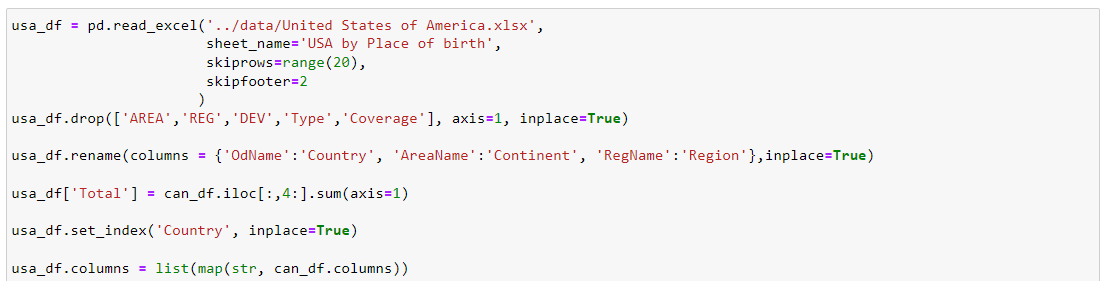 usa_df = pd.read_excel('../data/United States of America.xlsx',
sheet_name='USA by Place of birth',
skiprows=range(20),
skipfooter=2
)
usa_df.drop(['AREA','REG','DEV','Type','Coverage'], axis=1, inplace=True)
usa_df.rename(columns = {'OdName':'Country', 'AreaName':'Continent', 'RegName':'Region'},inplace=True)
usa_df['Total'] = can_df.iloc[:,4:].sum(axis=1)
usa_df.set_index('Country', inplace=True)
usa_df.columns = list(map(str, can_df.columns))